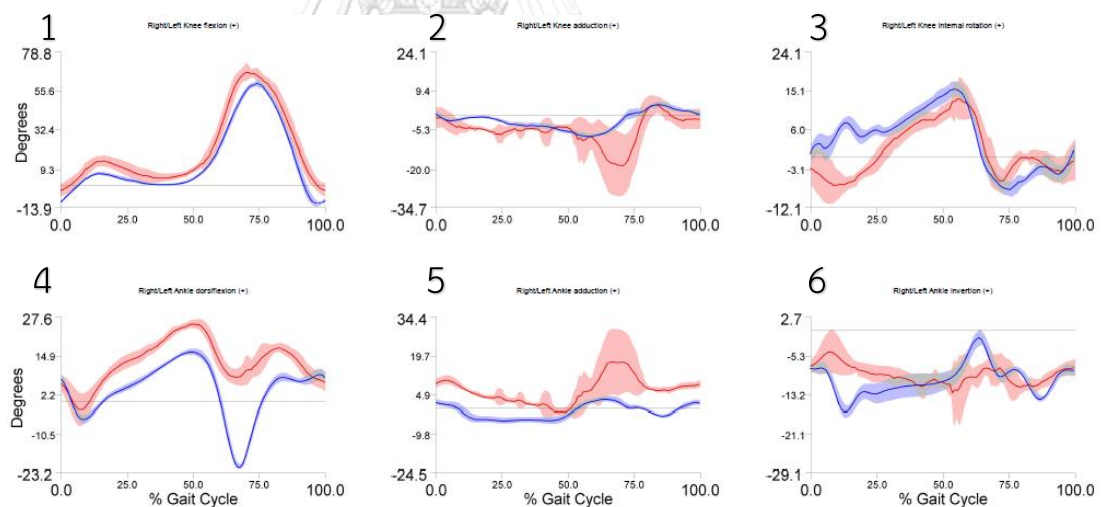 1
Right/Left Knee flexion (+)
78.8
55.6
32.4
9.3
-13.9
Degrees
0.0 25.0 50.0 75.0 100.0
2
Right/Left Knee adduction (+)
24.1
9.4
-5.3
-20.0
-34.7
0.0 25.0 50.0 75.0 100.0
3
Right/Left Knee internal rotation (+)
24.1
15.1
6.0
-3.1
-12.1
0.0 25.0 50.0 75.0 100.0
4
Right/Left Ankle dorsiflexion (+)
27.6
14.9
2.2
-10.5
-23.2
Degrees
0.0 25.0 50.0 75.0 100.0
% Gait Cycle
5
Right/Left Ankle adduction (+)
34.4
19.7
4.9
-9.8
-24.5
0.0 25.0 50.0 75.0 100.0
% Gait Cycle
6
Right/Left Ankle Invertion (+)
2.7
-5.3
-13.2
-21.1
-29.1
0.0 25.0 50.0 75.0 100.0
% Gait Cycle